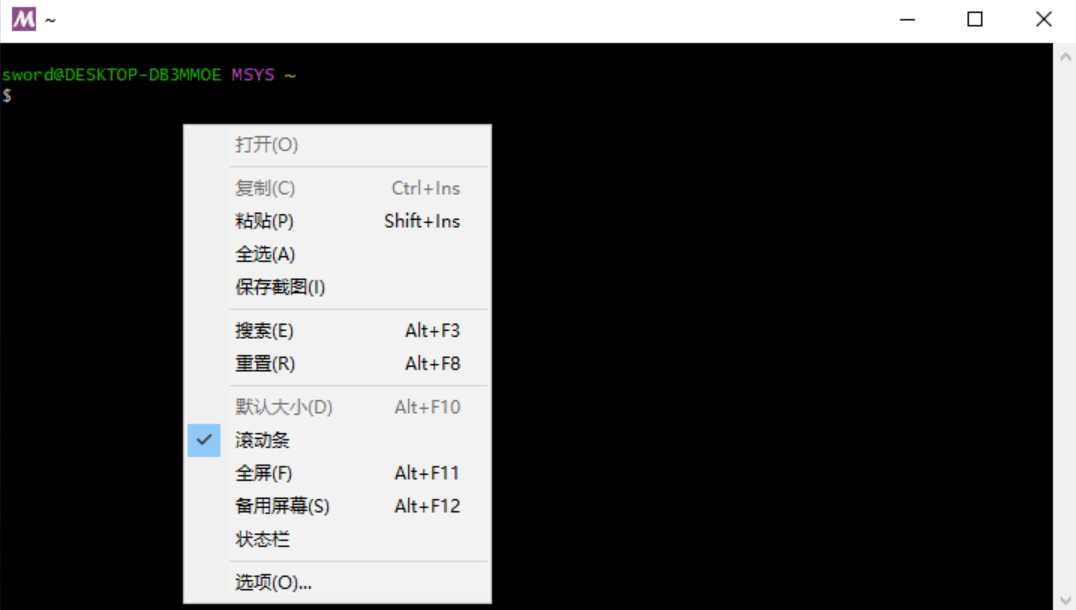 M ~
sword@DESKTOP-DB3MMOE MSYS ~
$
打开(O)
复制(C) Ctrl+Ins
粘贴(P) Shift+Ins
全选(A)
保存截图(I)
搜索(E) Alt+F3
重置(R) Alt+F8
默认大小(D) Alt+F10
滚动条
全屏(F) Alt+F11
备用屏幕(S) Alt+F12
状态栏
选项(O)...